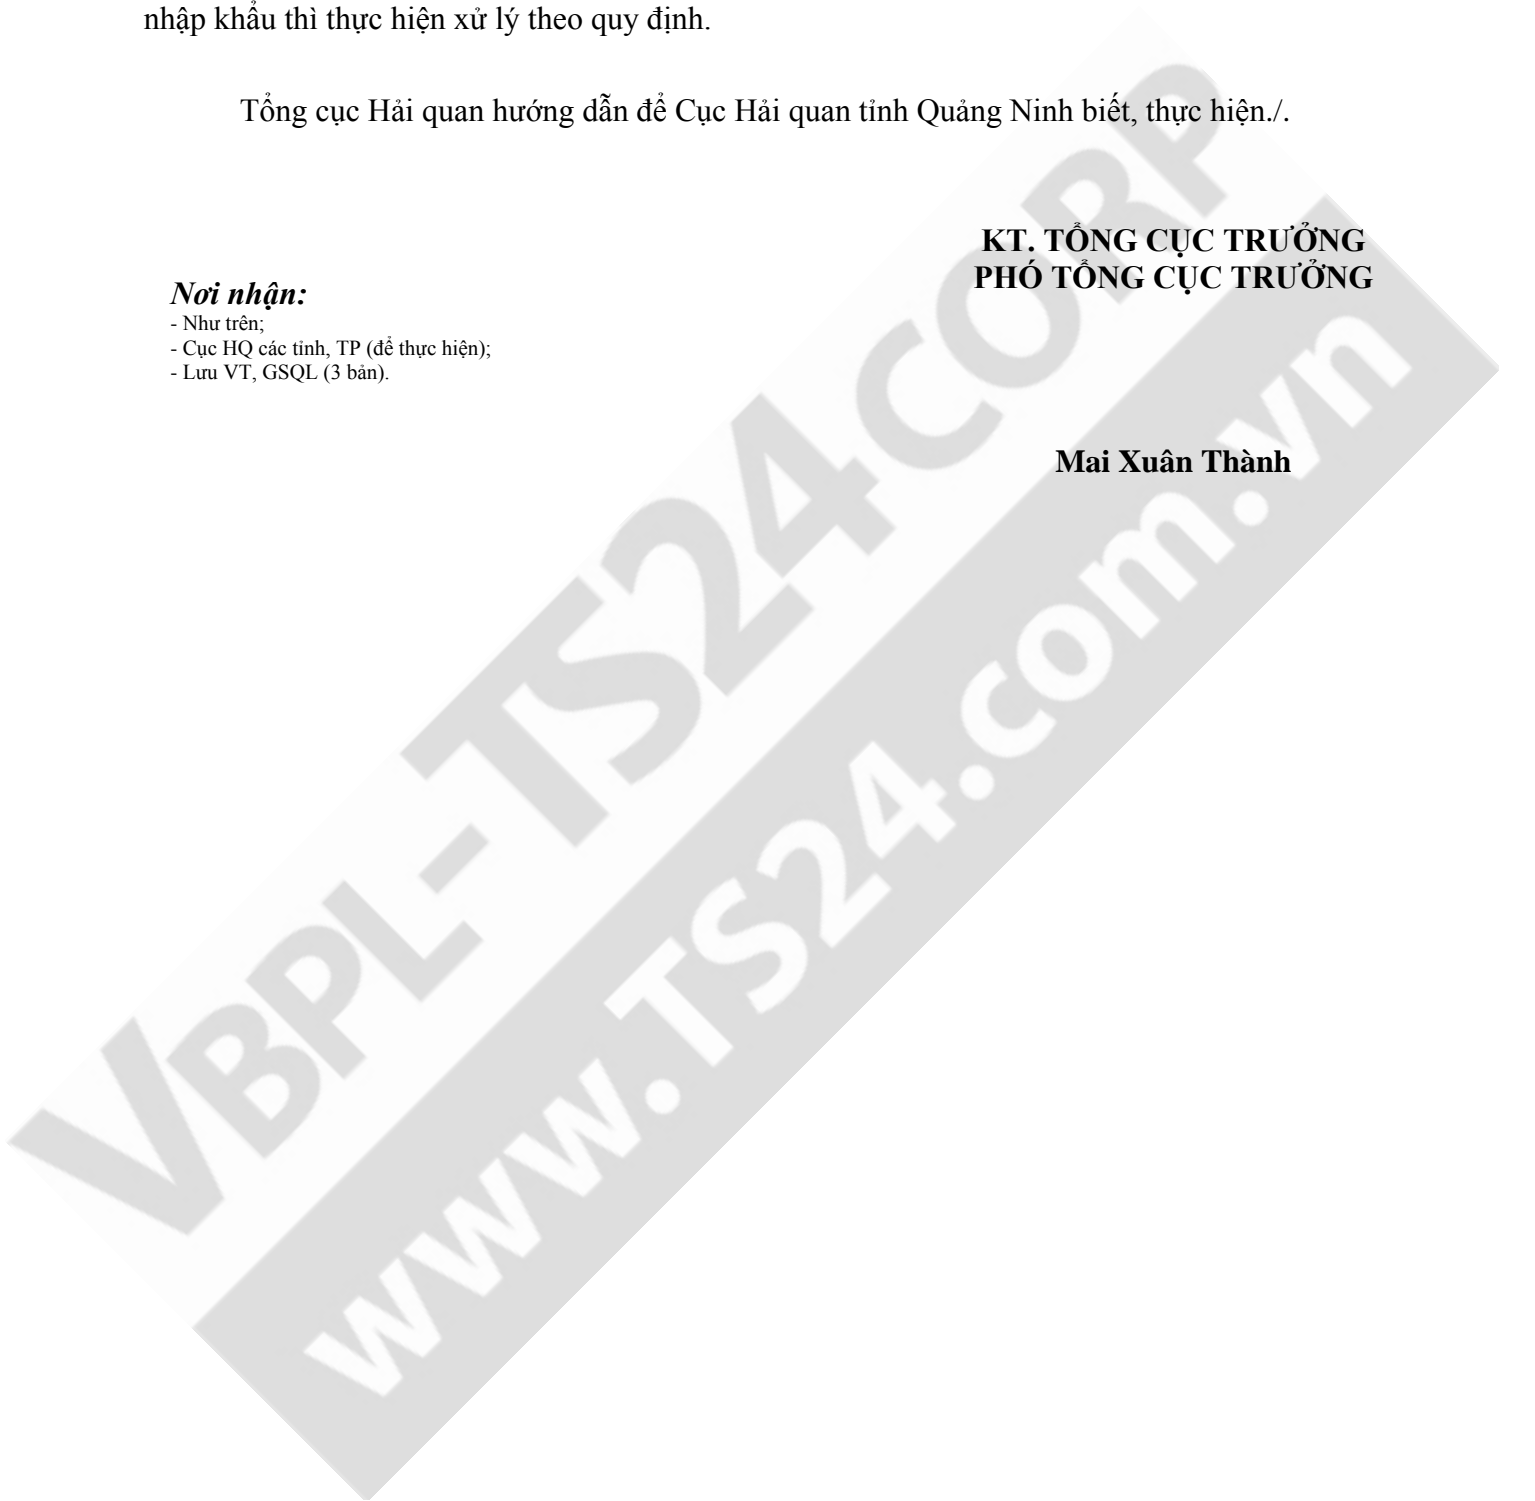 nhập khẩu thì thực hiện xử lý theo quy định.
Tổng cục Hải quan hướng dẫn để Cục Hải quan tỉnh Quảng Ninh biết, thực hiện./.
KT. TỔNG CỤC TRƯỞNG
PHÓ TỔNG CỤC TRƯỞNG
Nơi nhận:
- Như trên;
- Cục HQ các tỉnh, TP (để thực hiện);
- Lưu VT, GSQL (3 bản).
Mai Xuân Thành
VBPL-TS24CORP
www.TS24.com.vn